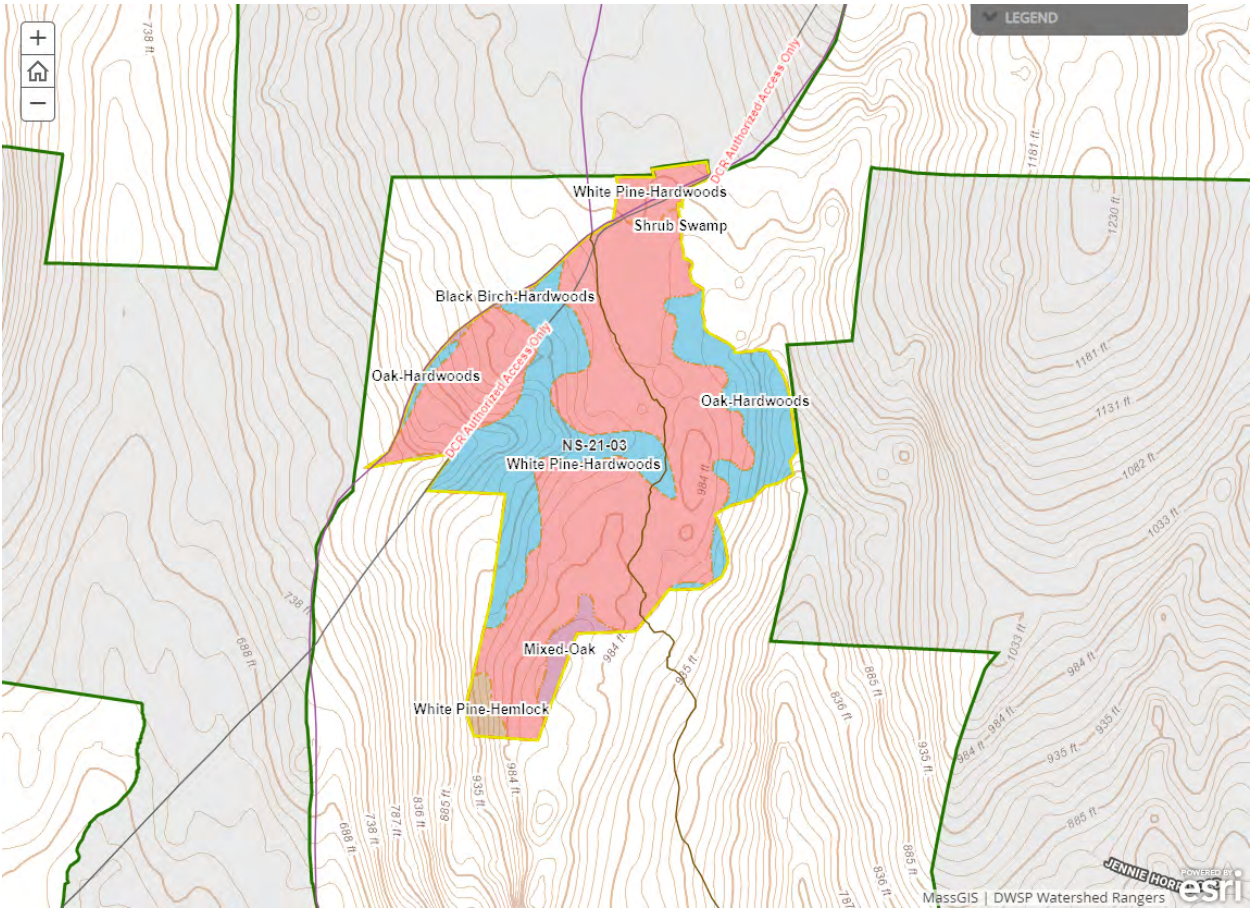 +
−
738 ft
LEGEND
DCR Authorized Access Only
1181 ft
1230 ft
White Pine-Hardwoods
Shrub Swamp
Black Birch-Hardwoods
DCR Authorized Access Only
1181 ft
Oak-Hardwoods
Oak-Hardwoods
1131 ft
NS-21-03
White Pine-Hardwoods
984 ft
1082 ft
1033 ft
738 ft
688 ft
Mixed-Oak
984 ft
935 ft
1033 ft
984 ft
885 ft
836 ft
White Pine-Hemlock
984 ft
935 ft
984 ft
935 ft
935 ft
935 ft
885 ft
836 ft
787 ft
738 ft
688 ft
885 ft
885 ft
836 ft
JENNIE HOR
POWERED BY
esri
MassGIS | DWSP Watershed Rangers